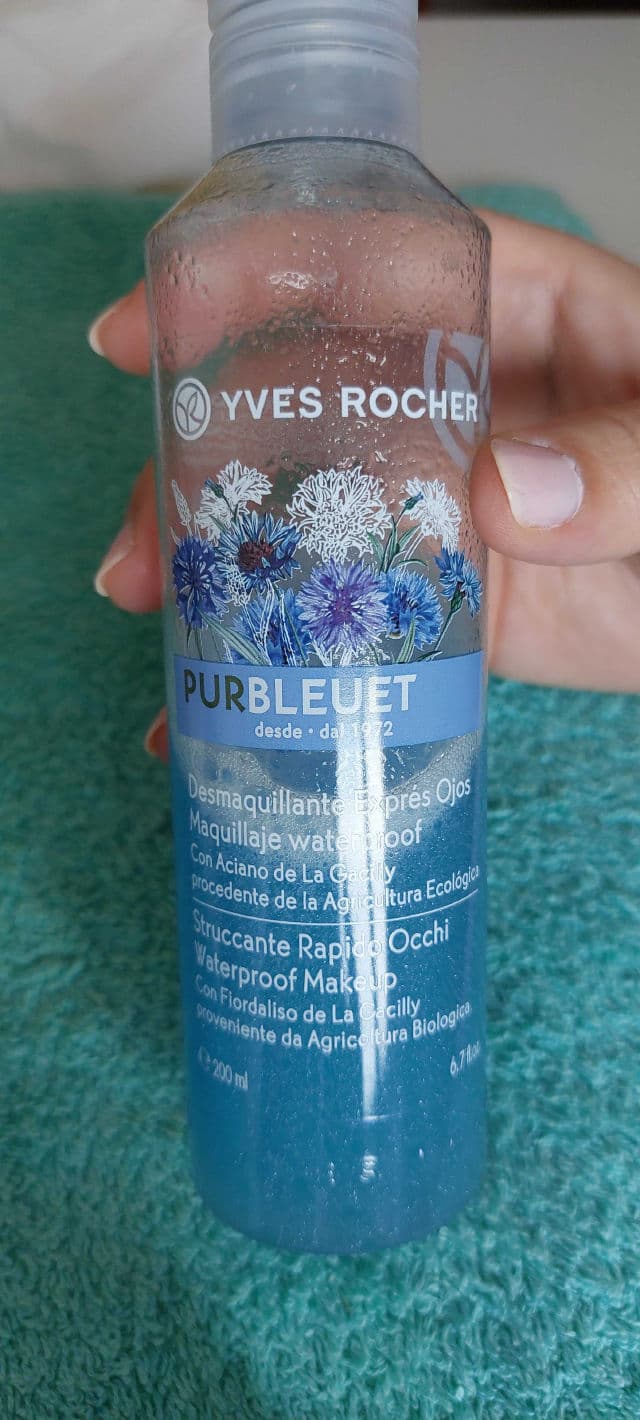 YVES ROCHER
PURBLEUET
desde • dal 1972
Desmaquillante Exprés Ojos
Maquillaje waterproof
Con Aciano de La Gacilly
procedente de la Agricultura Ecológica
Struccante Rapido Occhi
Waterproof Makeup
Con Fiordaliso de La Gacilly
proveniente da Agricoltura Biologica
℮ 200 ml 6.7 fl.oz.